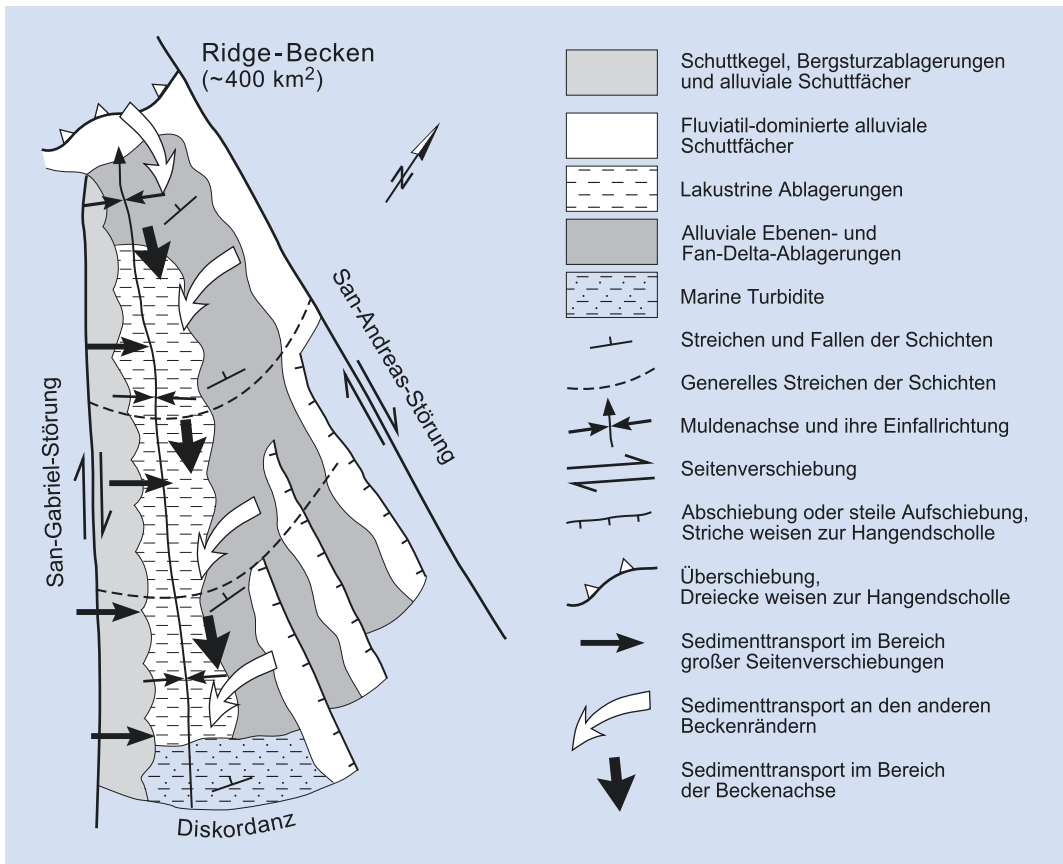 Ridge-Becken
(~400 km²)
N
San-Andreas-Störung
San-Gabriel-Störung
Diskordanz
Schuttkegel, Bergsturzablagerungen
und alluviale Schuttfächer
Fluviatil-dominierte alluviale
Schuttfächer
Lakustrine Ablagerungen
Alluviale Ebenen- und
Fan-Delta-Ablagerungen
Marine Turbidite
Streichen und Fallen der Schichten
Generelles Streichen der Schichten
Muldenachse und ihre Einfallrichtung
Seitenverschiebung
Abschiebung oder steile Aufschiebung,
Striche weisen zur Hangendscholle
Überschiebung,
Dreiecke weisen zur Hangendscholle
Sedimenttransport im Bereich
großer Seitenverschiebungen
Sedimenttransport an den anderen
Beckenrändern
Sedimenttransport im Bereich
der Beckenachse